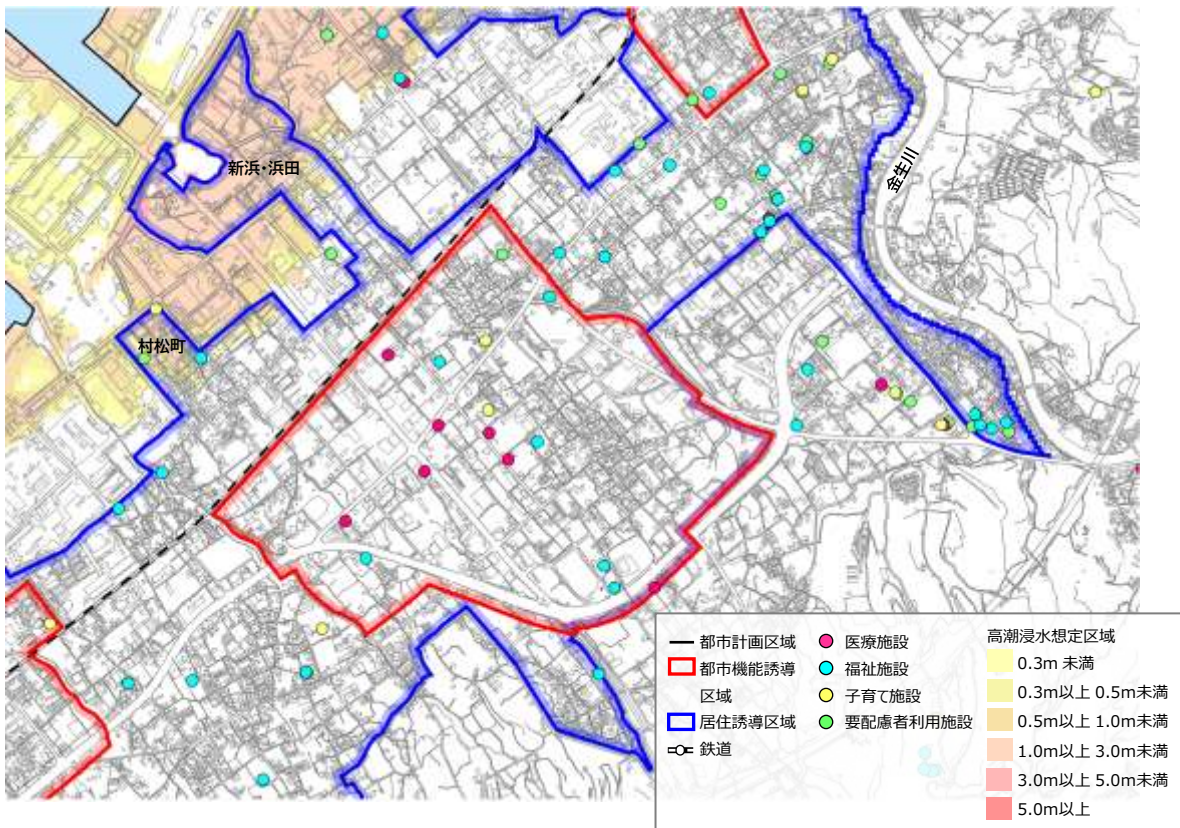 新浜・浜田
金生川
村松町
都市計画区域
都市機能誘導
区域
居住誘導区域
鉄道
医療施設
福祉施設
子育て施設
要配慮者利用施設
高潮浸水想定区域
0.3m 未満
0.3m以上 0.5m未満
0.5m以上 1.0m未満
1.0m以上 3.0m未満
3.0m以上 5.0m未満
5.0m以上